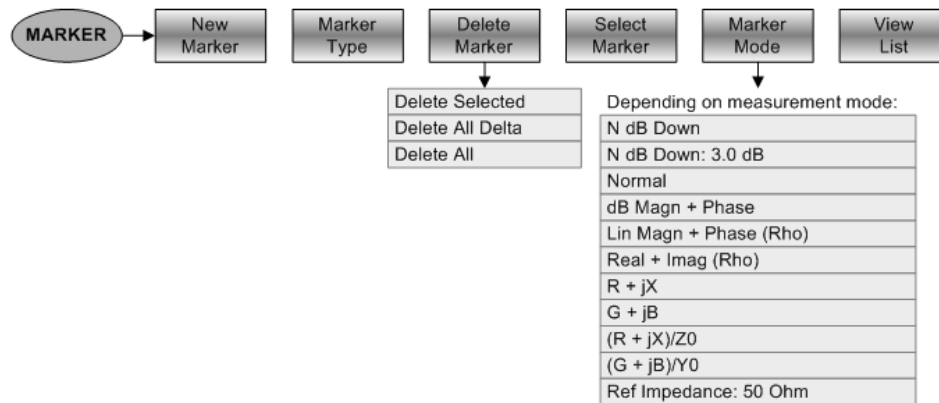 MARKER
New
Marker
Marker
Type
Delete
Marker
Select
Marker
Marker
Mode
View
List
Delete Selected
Delete All Delta
Delete All
Depending on measurement mode:
N dB Down
N dB Down: 3.0 dB
Normal
dB Magn + Phase
Lin Magn + Phase (Rho)
Real + Imag (Rho)
R + jX
G + jB
(R + jX)/Z0
(G + jB)/Y0
Ref Impedance: 50 Ohm